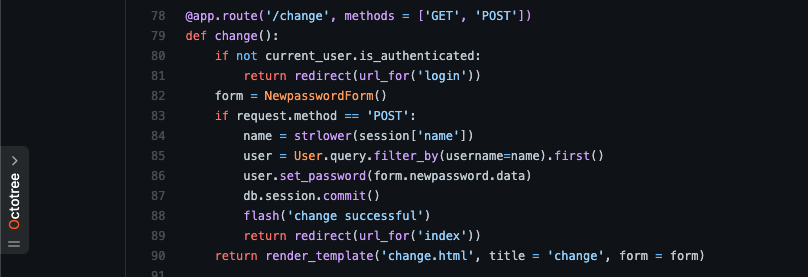 78 @app.route('/change', methods = ['GET', 'POST'])
79 def change():
80     if not current_user.is_authenticated:
81         return redirect(url_for('login'))
82     form = NewpasswordForm()
83     if request.method == 'POST':
84         name = strlower(session['name'])
85         user = User.query.filter_by(username=name).first()
86         user.set_password(form.newpassword.data)
87         db.session.commit()
88         flash('change successful')
89         return redirect(url_for('index'))
90     return render_template('change.html', title = 'change', form = form)
91
Octotree